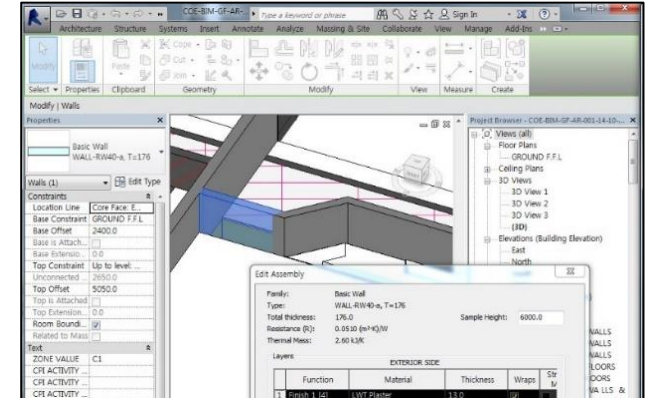 COE-BIM-GF-AR-
Type a keyword or phrase
Sign In
Architecture Structure Systems Insert Annotate Analyze Massing & Site Collaborate View Manage Add-Ins
Modify
Paste
Cope
Cut
Join
Select Properties Clipboard Geometry Modify View Measure Create
Modify | Walls
Properties
Basic Wall
WALL-RW40-a, T=176
Walls (1) Edit Type
Constraints
Location Line Core Face: E...
Base Constraint GROUND F.F.L
Base Offset 2400.0
Base is Attach...
Base Extensio... 0.0
Top Constraint Up to level: ...
Unconnected ... 2650.0
Top Offset 5050.0
Top is Attached
Top Extension... 0.0
Room Boundi...
Related to Mass
Text
ZONE VALUE C1
CPI ACTIVITY ...
CPI ACTIVITY ...
CPI ACTIVITY ...
Project Browser - COE-BIM-GF-AR-001-14-10-...
Views (all)
Floor Plans
GROUND F.F.L
Ceiling Plans
3D Views
3D View 1
3D View 2
3D View 3
{3D}
Elevations (Building Elevation)
East
North
WALLS
WALLS
WALLS
LOORS
OORS
Edit Assembly
Family: Basic Wall
Type: WALL-RW40-a, T=176
Total thickness: 176.0 Sample Height: 6000.0
Resistance (R): 0.0510 (m²·K)/W
Thermal Mass: 2.60 kJ/K
Layers
EXTERIOR SIDE
Function Material Thickness Wraps
1 Finish 1 [4] LWT Plaster 13.0